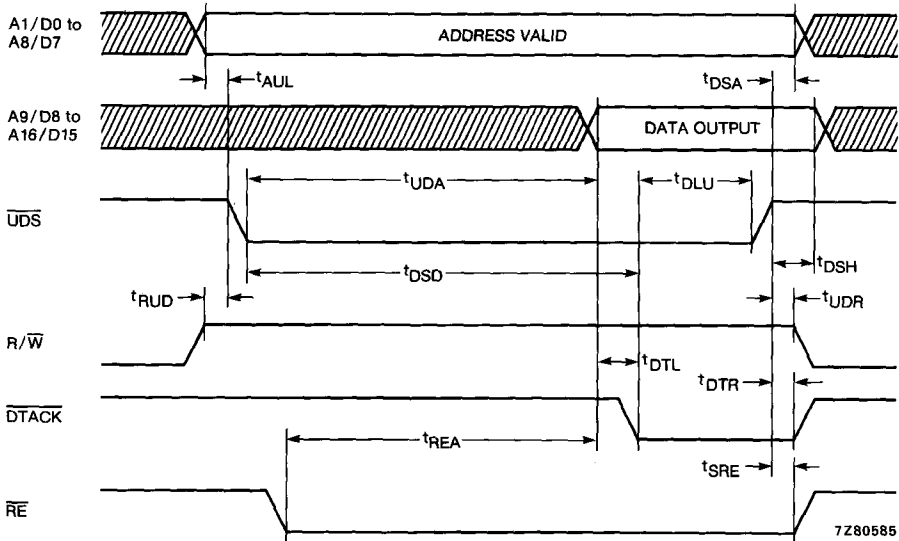 A1/D0 to
A8/D7
ADDRESS VALID
tAUL
tDSA
A9/D8 to
A16/D15
DATA OUTPUT
tUDA
tDLU
UDS
tDSD
tDSH
tRUD
tUDR
R/W
tDTL
tDTR
DTACK
tREA
tSRE
RE
7Z80585